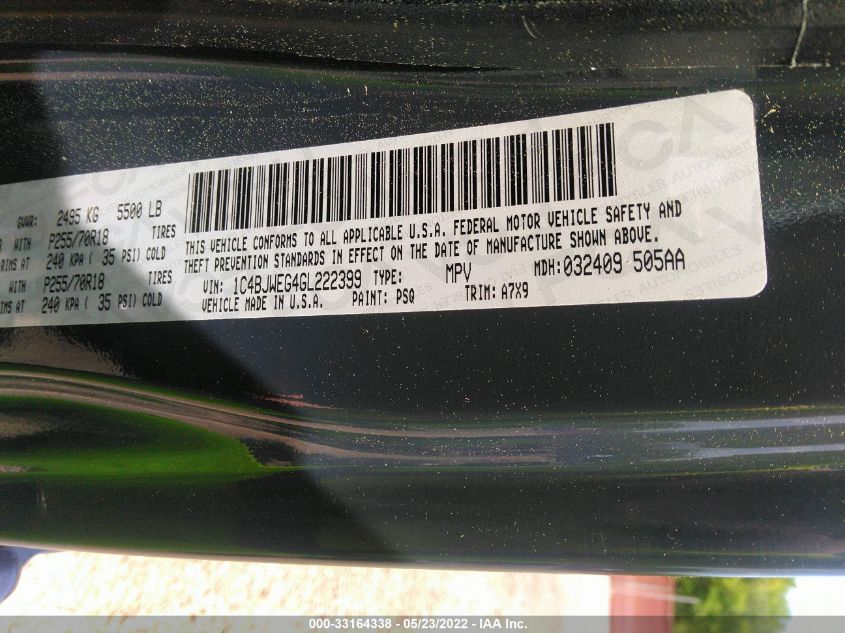 GVWR: 2495 KG 5500 LB
WITH P255/70R18 TIRES
RIMS AT 240 KPA ( 35 PSI) COLD
WITH P255/70R18 TIRES
RIMS AT 240 KPA ( 35 PSI) COLD
THIS VEHICLE CONFORMS TO ALL APPLICABLE U.S.A. FEDERAL MOTOR VEHICLE SAFETY AND
THEFT PREVENTION STANDARDS IN EFFECT ON THE DATE OF MANUFACTURE SHOWN ABOVE.
VIN: 1C4BJWEG4GL222399 TYPE: MPV MDH:032409 505AA
VEHICLE MADE IN U.S.A. PAINT: PSQ TRIM: A7X9
000-33164338 - 05/23/2022 - IAA Inc.